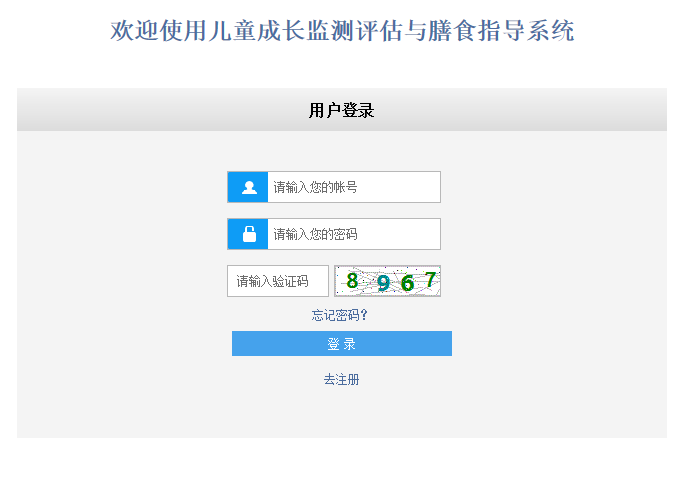 欢迎使用儿童成长监测评估与膳食指导系统
用户登录
请输入您的帐号
请输入您的密码
请输入验证码
8967
忘记密码?
登 录
去注册